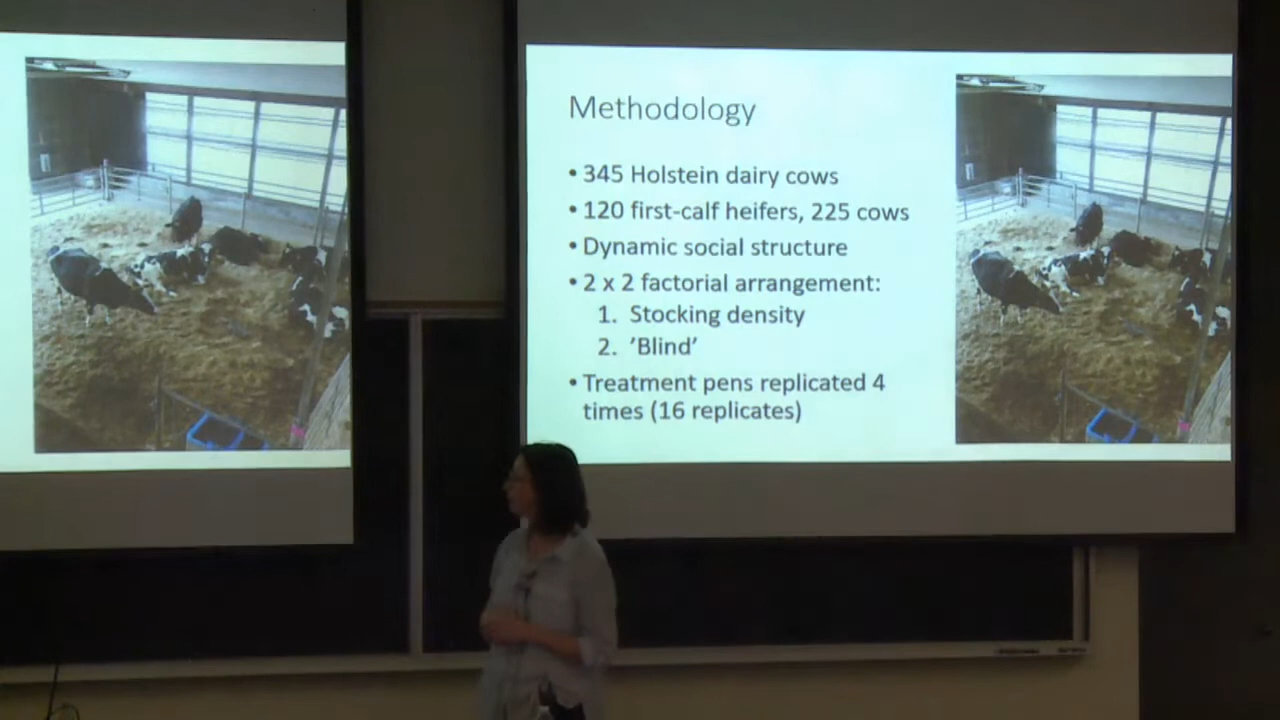 Methodology
• 345 Holstein dairy cows
• 120 first-calf heifers, 225 cows
• Dynamic social structure
• 2 x 2 factorial arrangement:
1. Stocking density
2. ’Blind’
• Treatment pens replicated 4
times (16 replicates)